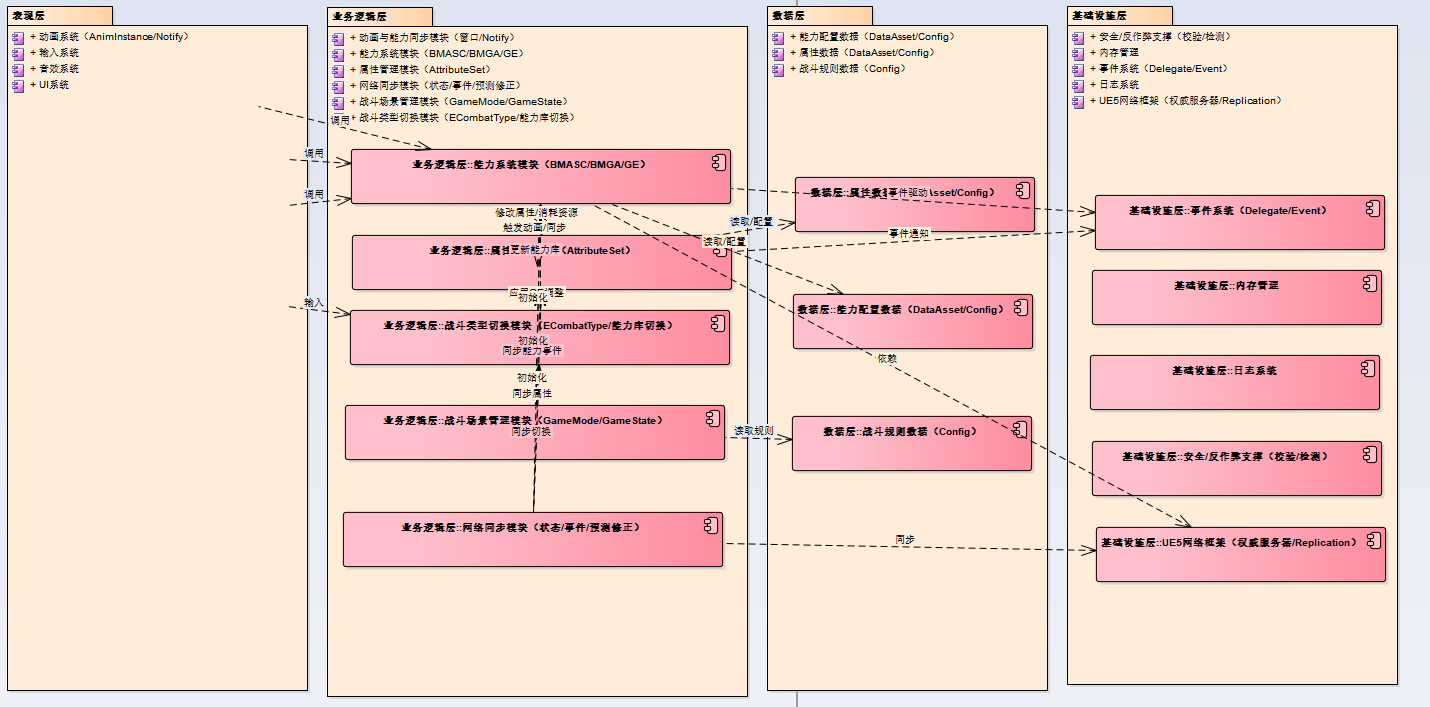 表现层
+ 动画系统（AnimInstance/Notify）
+ 输入系统
+ 音效系统
+ UI系统
业务逻辑层
+ 动画与能力同步模块（窗口/Notify）
+ 能力系统模块（BMASC/BMGA/GE）
+ 属性管理模块（AttributeSet）
+ 网络同步模块（状态/事件/预测修正）
+ 战斗场景管理模块（GameMode/GameState）
+ 战斗类型切换模块（ECombatType/能力库切换）
数据层
+ 能力配置数据（DataAsset/Config）
+ 属性数据（DataAsset/Config）
+ 战斗规则数据（Config）
基础设施层
+ 安全/反作弊支撑（校验/检测）
+ 内存管理
+ 事件系统（Delegate/Event）
+ 日志系统
+ UE5网络框架（权威服务器/Replication）
调用
调用
调用
输入
业务逻辑层::能力系统模块（BMASC/BMGA/GE）
修改属性/消耗资源
触发动画/同步
业务逻辑层::属性
更新能力库
（AttributeSet）
初始化
业务逻辑层::战斗类型切换模块（ECombatType/能力库切换）
初始化
同步能力事件
初始化
同步属性
业务逻辑层::战斗场景管理模块（GameMode/GameState）
同步切换
业务逻辑层::网络同步模块（状态/事件/预测修正）
读取/配置
读取/配置
读取规则
数据层::属性数据
事件驱动
Asset/Config）
事件通知
数据层::能力配置数据（DataAsset/Config）
依赖
数据层::战斗规则数据（Config）
同步
基础设施层::事件系统（Delegate/Event）
基础设施层::内存管理
基础设施层::日志系统
基础设施层::安全/反作弊支撑（校验/检测）
基础设施层::UE5网络框架（权威服务器/Replication）